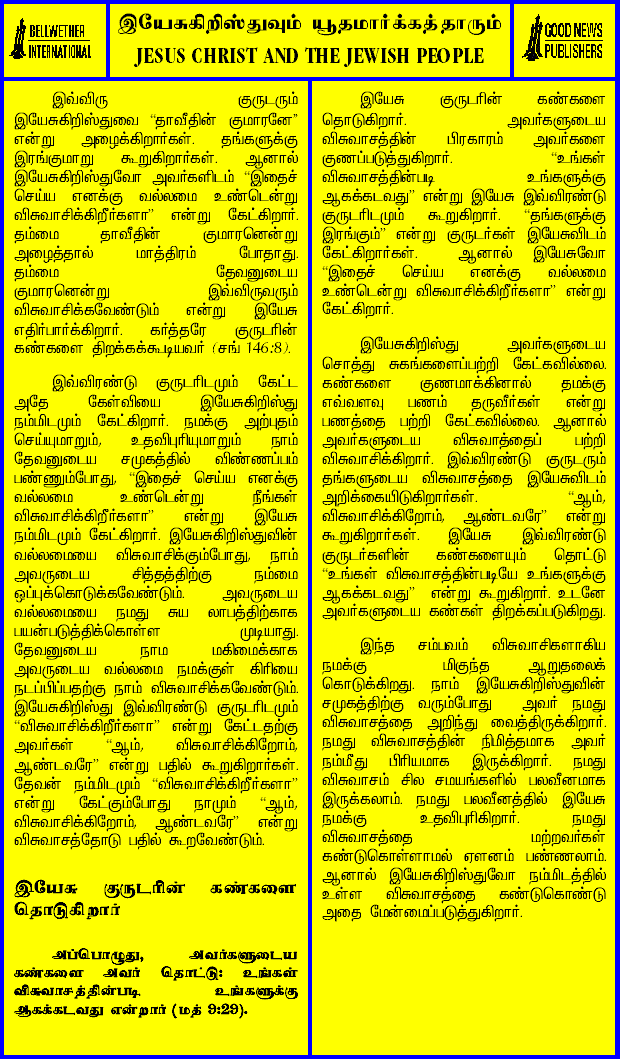 BELLWETHER
INTERNATIONAL
இயேசுகிறிஸ்துவும் யூதமார்க்கத்தாரும்
JESUS CHRIST AND THE JEWISH PEOPLE
GOOD NEWS
PUBLISHERS
இவ்விரு குருடரும்
இயேசுகிறிஸ்துவை “தாவீதின் குமாரனே”
என்று அழைக்கிறார்கள். தங்களுக்கு
இரங்குமாறு கூறுகிறார்கள். ஆனால்
இயேசுகிறிஸ்துவோ அவர்களிடம் “இதைச்
செய்ய எனக்கு வல்லமை உண்டென்று
விசுவாசிக்கிறீர்களா” என்று கேட்கிறார்.
தம்மை தாவீதின் குமாரனென்று
அழைத்தால் மாத்திரம் போதாது.
தம்மை தேவனுடைய
குமாரனென்று இவ்விருவரும்
விசுவாசிக்கவேண்டும் என்று இயேசு
எதிர்பார்க்கிறார். கர்த்தரே குருடரின்
கண்களை திறக்கக்கூடியவர் (சங் 146:8).
இவ்விரண்டு குருடரிடமும் கேட்ட
அதே கேள்வியை இயேசுகிறிஸ்து
நம்மிடமும் கேட்கிறார். நமக்கு அற்புதம்
செய்யுமாறும், உதவிபுரியுமாறும் நாம்
தேவனுடைய சமுகத்தில் விண்ணப்பம்
பண்ணும்போது, “இதைச் செய்ய எனக்கு
வல்லமை உண்டென்று நீங்கள்
விசுவாசிக்கிறீர்களா” என்று இயேசு
நம்மிடமும் கேட்கிறார். இயேசுகிறிஸ்துவின்
வல்லமையை விசுவாசிக்கும்போது, நாம்
அவருடைய சித்தத்திற்கு நம்மை
ஒப்புக்கொடுக்கவேண்டும். அவருடைய
வல்லமையை நமது சுய லாபத்திற்காக
பயன்படுத்திக்கொள்ள முடியாது.
தேவனுடைய நாம மகிமைக்காக
அவருடைய வல்லமை நமக்குள் கிரியை
நடப்பிப்பதற்கு நாம் விசுவாசிக்கவேண்டும்.
இயேசுகிறிஸ்து இவ்விரண்டு குருடரிடமும்
“விசுவாசிக்கிறீர்களா” என்று கேட்டதற்கு
அவர்கள் “ஆம், விசுவாசிக்கிறோம்,
ஆண்டவரே” என்று பதில் கூறுகிறார்கள்.
தேவன் நம்மிடமும் “விசுவாசிக்கிறீர்களா”
என்று கேட்கும்போது நாமும் “ஆம்,
விசுவாசிக்கிறோம், ஆண்டவரே” என்று
விசுவாசத்தோடு பதில் கூறவேண்டும்.
இயேசு குருடரின் கண்களை
தொடுகிறார்
அப்பொழுது, அவர்களுடைய
கண்களை அவர் தொட்டு: உங்கள்
விசுவாசத்தின்படி உங்களுக்கு
ஆகக்கடவது என்றார் (மத் 9:29).
இயேசு குருடரின் கண்களை
தொடுகிறார். அவர்களுடைய
விசுவாசத்தின் பிரகாரம் அவர்களை
குணப்படுத்துகிறார். “உங்கள்
விசுவாசத்தின்படி உங்களுக்கு
ஆகக்கடவது” என்று இயேசு இவ்விரண்டு
குருடரிடமும் கூறுகிறார். “தங்களுக்கு
இரங்கும்” என்று குருடர்கள் இயேசுவிடம்
கேட்கிறார்கள். ஆனால் இயேசுவோ
“இதைச் செய்ய எனக்கு வல்லமை
உண்டென்று விசுவாசிக்கிறீர்களா” என்று
கேட்கிறார்.
இயேசுகிறிஸ்து அவர்களுடைய
சொத்து சுகங்களைப்பற்றி கேட்கவில்லை.
கண்களை குணமாக்கினால் தமக்கு
எவ்வளவு பணம் தருவீர்கள் என்று
பணத்தை பற்றி கேட்கவில்லை. ஆனால்
அவர்களுடைய விசுவாத்தைப் பற்றி
விசுவாசிக்கிறார். இவ்விரண்டு குருடரும்
தங்களுடைய விசுவாசத்தை இயேசுவிடம்
அறிக்கையிடுகிறார்கள். “ஆம்,
விசுவாசிக்கிறோம், ஆண்டவரே” என்று
கூறுகிறார்கள். இயேசு இவ்விரண்டு
குருடர்களின் கண்களையும் தொட்டு
“உங்கள் விசுவாசத்தின்படியே உங்களுக்கு
ஆகக்கடவது” என்று கூறுகிறார். உடனே
அவர்களுடைய கண்கள் திறக்கப்படுகிறது.
இந்த சம்பவம் விசுவாசிகளாகிய
நமக்கு மிகுந்த ஆறுதலைக்
கொடுக்கிறது. நாம் இயேசுகிறிஸ்துவின்
சமுகத்திற்கு வரும்போது அவர் நமது
விசுவாசத்தை அறிந்து வைத்திருக்கிறார்.
நமது விசுவாசத்தின் நிமித்தமாக அவர்
நம்மீது பிரியமாக இருக்கிறார். நமது
விசுவாசம் சில சமயங்களில் பலவீனமாக
இருக்கலாம். நமது பலவீனத்தில் இயேசு
நமக்கு உதவிபுரிகிறார். நமது
விசுவாசத்தை மற்றவர்கள்
கண்டுகொள்ளாமல் ஏளனம் பண்ணலாம்.
ஆனால் இயேசுகிறிஸ்துவோ நம்மிடத்தில்
உள்ள விசுவாசத்தை கண்டுகொண்டு
அதை மேன்மைப்படுத்துகிறார்.